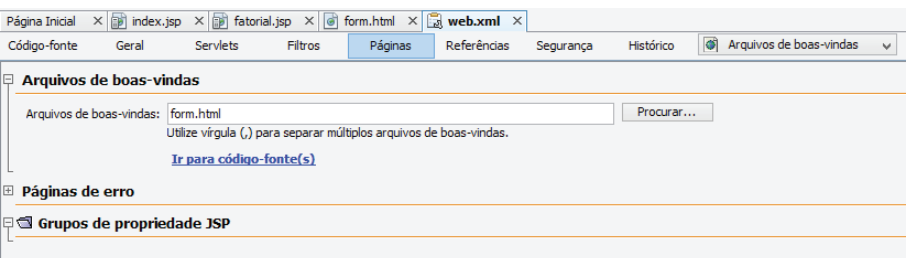 Página Inicial index.jsp fatorial.jsp form.html web.xml
Código-fonte Geral Servlets Filtros Páginas Referências Segurança Histórico Arquivos de boas-vindas
Arquivos de boas-vindas
Arquivos de boas-vindas: form.html Procurar...
Utilize vírgula (,) para separar múltiplos arquivos de boas-vindas.
Ir para código-fonte(s)
Páginas de erro
Grupos de propriedade JSP